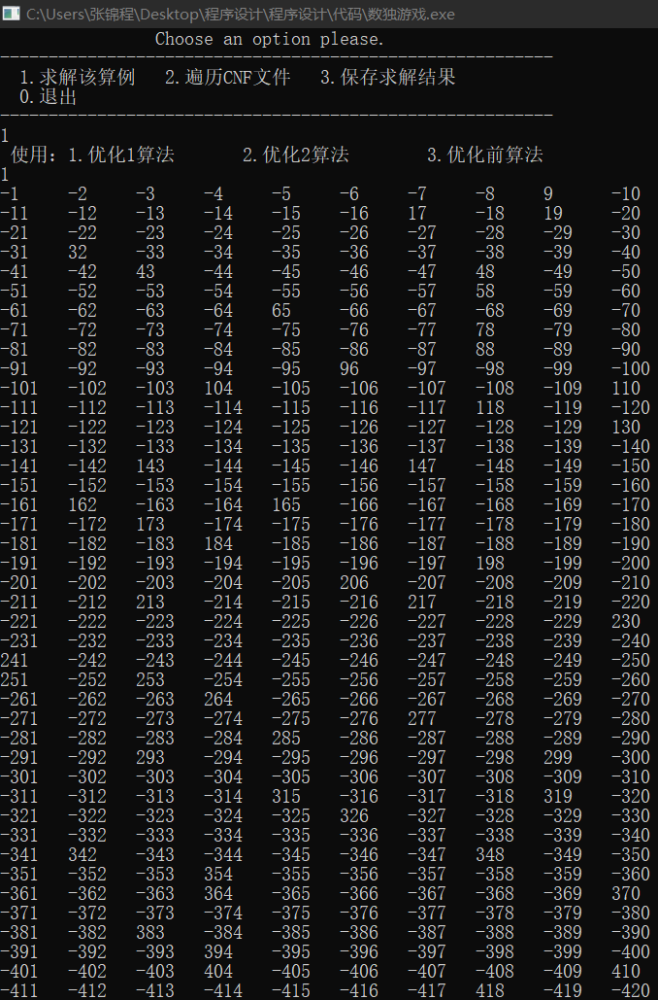 C:\Users\张锦程\Desktop\程序设计\程序设计\代码\数独游戏.exe
Choose an option please.
---------------------------------------------------------
1.求解该算例 2.遍历CNF文件 3.保存求解结果
0.退出
---------------------------------------------------------
1
使用: 1.优化1算法 2.优化2算法 3.优化前算法
1
-1 -2 -3 -4 -5 -6 -7 -8 9 -10
-11 -12 -13 -14 -15 -16 17 -18 19 -20
-21 -22 -23 -24 -25 -26 -27 -28 -29 -30
-31 32 -33 -34 -35 -36 -37 -38 -39 -40
-41 -42 43 -44 -45 -46 -47 48 -49 -50
-51 -52 -53 -54 -55 -56 -57 58 -59 -60
-61 -62 -63 -64 65 -66 -67 -68 -69 -70
-71 -72 -73 -74 -75 -76 -77 78 -79 -80
-81 -82 -83 -84 -85 -86 -87 88 -89 -90
-91 -92 -93 -94 -95 96 -97 -98 -99 -100
-101 -102 -103 104 -105 -106 -107 -108 -109 110
-111 -112 -113 -114 -115 -116 -117 118 -119 -120
-121 -122 -123 -124 -125 -126 -127 -128 -129 130
-131 -132 -133 -134 -135 -136 -137 -138 -139 -140
-141 -142 143 -144 -145 -146 147 -148 -149 -150
-151 -152 -153 -154 -155 -156 -157 -158 -159 -160
-161 162 -163 -164 165 -166 -167 -168 -169 -170
-171 -172 173 -174 -175 -176 -177 -178 -179 -180
-181 -182 -183 184 -185 -186 -187 -188 -189 -190
-191 -192 -193 -194 -195 -196 -197 198 -199 -200
-201 -202 -203 -204 -205 206 -207 -208 -209 -210
-211 -212 213 -214 -215 -216 217 -218 -219 -220
-221 -222 -223 -224 -225 -226 -227 -228 -229 230
-231 -232 -233 -234 -235 -236 -237 -238 -239 -240
241 -242 -243 -244 -245 -246 -247 -248 -249 -250
251 -252 253 -254 -255 -256 -257 -258 -259 -260
-261 -262 -263 264 -265 -266 -267 -268 -269 -270
-271 -272 -273 -274 -275 -276 277 -278 -279 -280
-281 -282 -283 -284 285 -286 -287 -288 -289 -290
-291 -292 293 -294 -295 -296 -297 -298 299 -300
-301 -302 -303 -304 -305 -306 -307 -308 -309 -310
-311 -312 -313 -314 315 -316 -317 -318 319 -320
-321 -322 -323 -324 -325 326 -327 -328 -329 -330
-331 -332 -333 -334 -335 -336 -337 -338 -339 -340
-341 342 -343 -344 -345 -346 -347 348 -349 -350
-351 -352 -353 354 -355 -356 -357 -358 -359 -360
-361 -362 -363 364 -365 -366 -367 -368 -369 370
-371 -372 -373 -374 -375 -376 -377 -378 -379 -380
-381 -382 383 -384 -385 -386 -387 -388 -389 -390
-391 -392 -393 394 -395 -396 -397 -398 -399 -400
-401 -402 -403 404 -405 -406 -407 -408 -409 410
-411 -412 -413 -414 -415 -416 -417 418 -419 -420